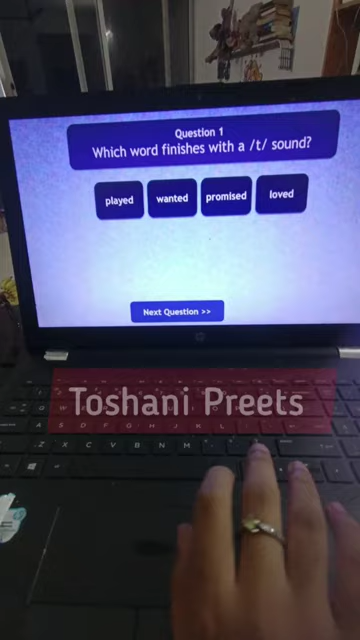 Question 1
Which word finishes with a /t/ sound?
played
wanted
promised
loved
Next Question >>
Toshani Preets
Z X C V B N M